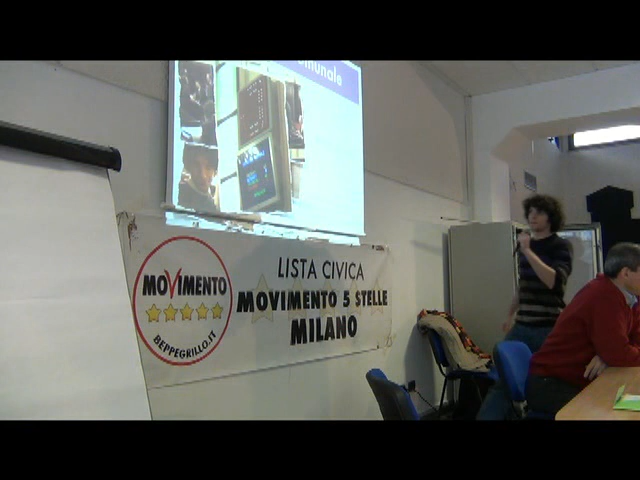 MOVIMENTO
BEPPEGRILLO.IT
LISTA CIVICA
MOVIMENTO 5 STELLE
MILANO